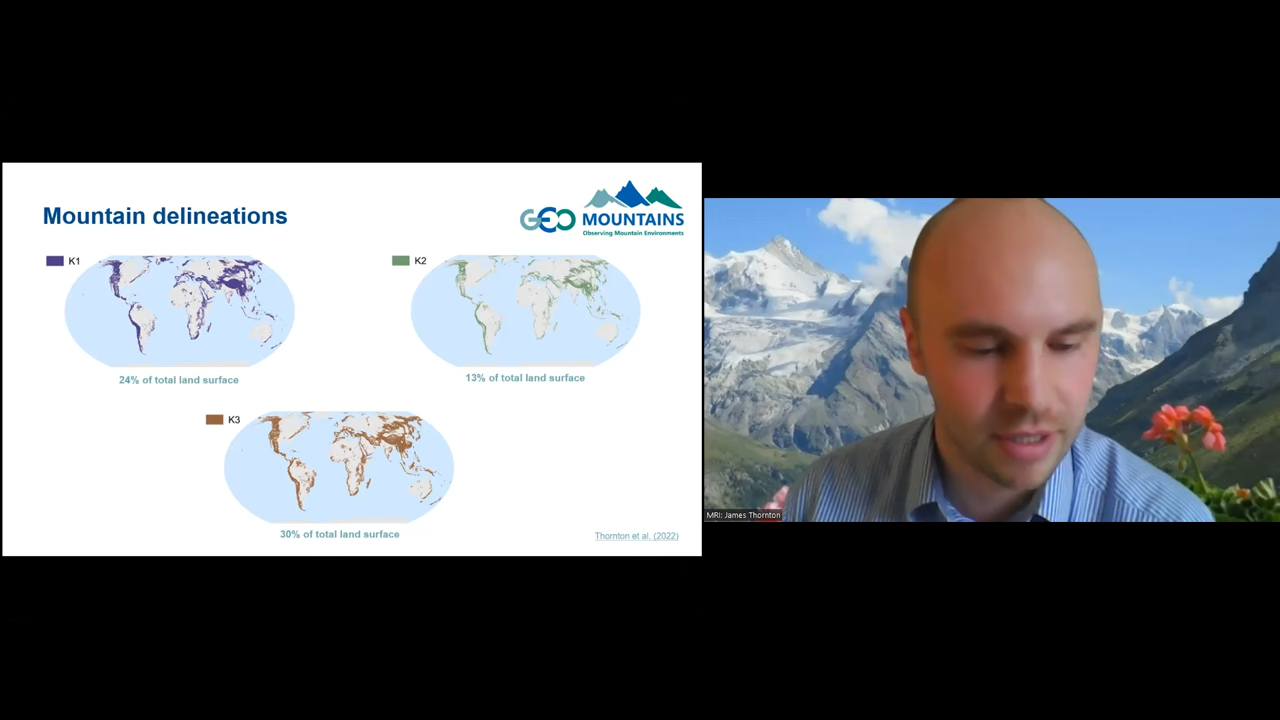 Mountain delineations
GEO MOUNTAINS
Observing Mountain Environments
K1
K2
24% of total land surface
13% of total land surface
K3
30% of total land surface
Thornton et al. (2022)
MRI: James Thornton